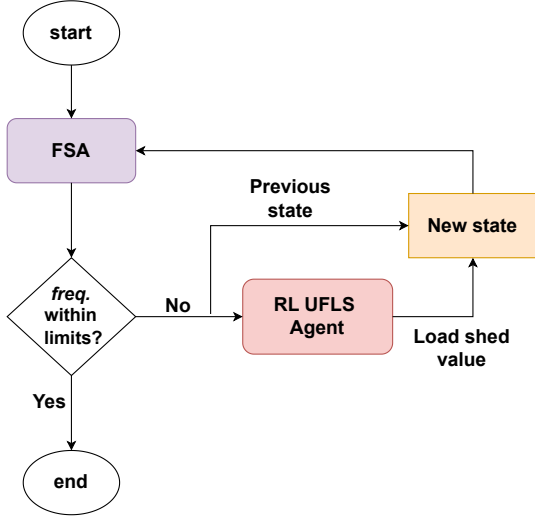 start
FSA
Previous
state
New state
freq.
within
limits?
No
RL UFLS
Agent
Load shed
value
Yes
end